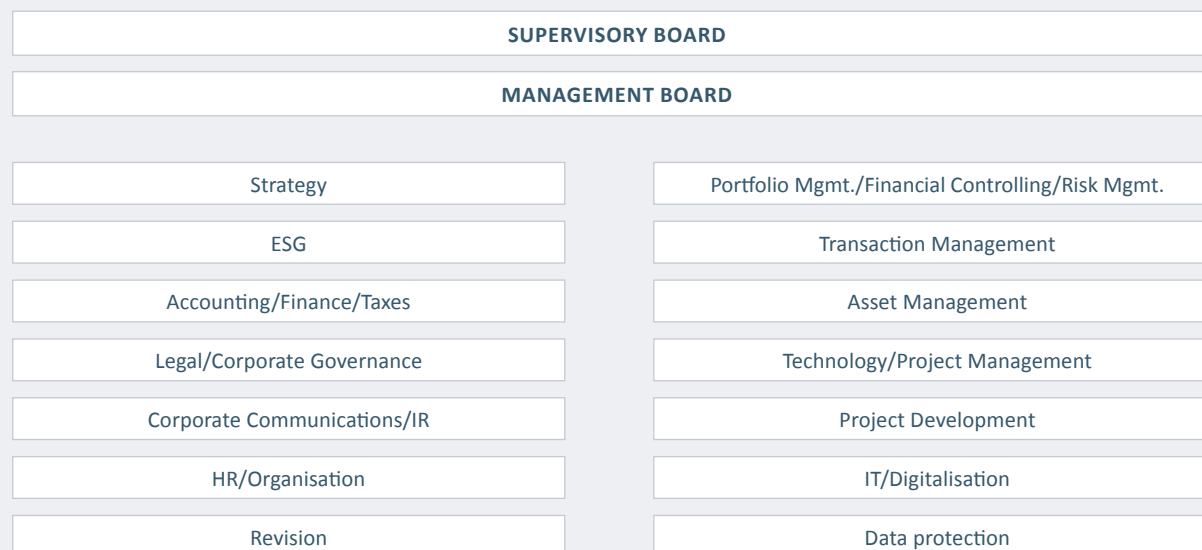 SUPERVISORY BOARD
MANAGEMENT BOARD
Strategy
ESG
Accounting/Finance/Taxes
Legal/Corporate Governance
Corporate Communications/IR
HR/Organisation
Revision
Portfolio Mgmt./Financial Controlling/Risk Mgmt.
Transaction Management
Asset Management
Technology/Project Management
Project Development
IT/Digitalisation
Data protection